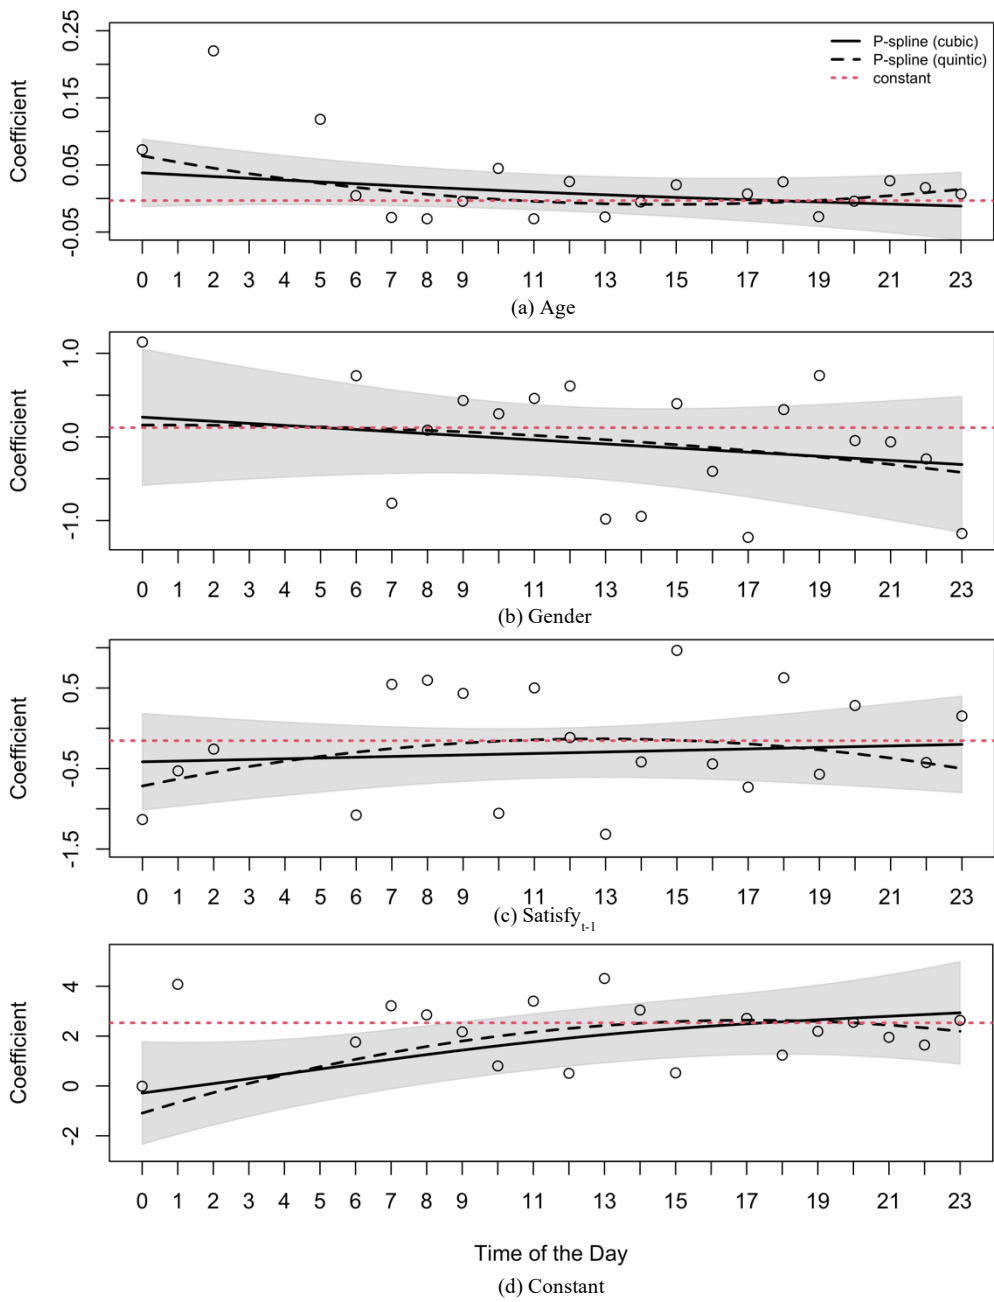 P-spline (cubic)
P-spline (quintic)
constant
Coefficient
0.25
0.15
0.05
-0.05
0 1 2 3 4 5 6 7 8 9 11 13 15 17 19 21 23
(a) Age
Coefficient
1.0
0.0
-1.0
0 1 2 3 4 5 6 7 8 9 11 13 15 17 19 21 23
(b) Gender
Coefficient
0.5
-0.5
-1.5
0 1 2 3 4 5 6 7 8 9 11 13 15 17 19 21 23
(c) Satisfy t-1
Coefficient
4
2
0
-2
0 1 2 3 4 5 6 7 8 9 11 13 15 17 19 21 23
Time of the Day
(d) Constant